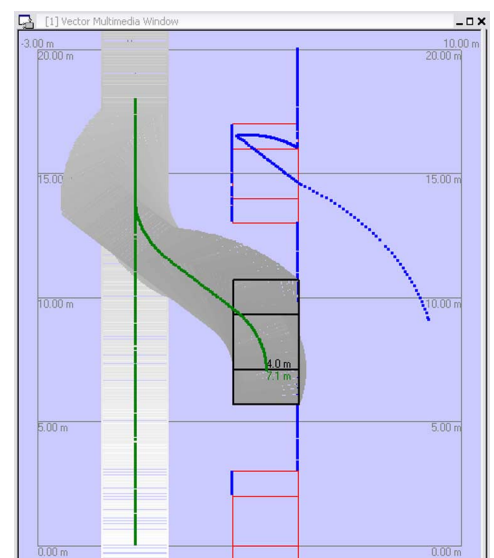 [1] Vector Multimedia Window
-3.00 m 10.00 m
20.00 m 20.00 m
15.00 15.00 m
10.00 m 10.00 m
4.0 m
7.1 m
5.00 m 5.00 m
0.00 m 0.00 m